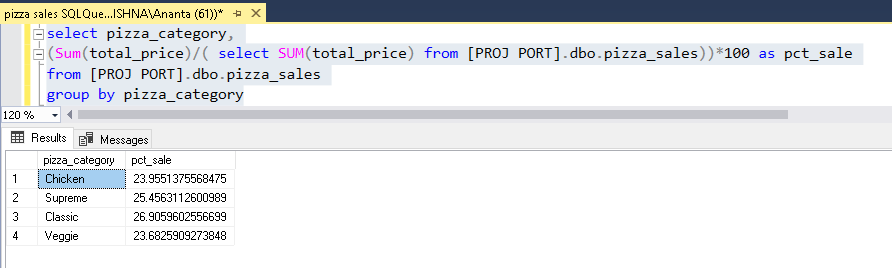 pizza sales SQLQue...ISHNA\Ananta (61))*
select pizza_category,
(Sum(total_price)/( select SUM(total_price) from [PROJ PORT].dbo.pizza_sales))*100 as pct_sale
from [PROJ PORT].dbo.pizza_sales
group by pizza_category
120 %
Results Messages
pizza_category pct_sale
1 Chicken 23.9551375568475
2 Supreme 25.4563112600989
3 Classic 26.9059602556699
4 Veggie 23.6825909273848